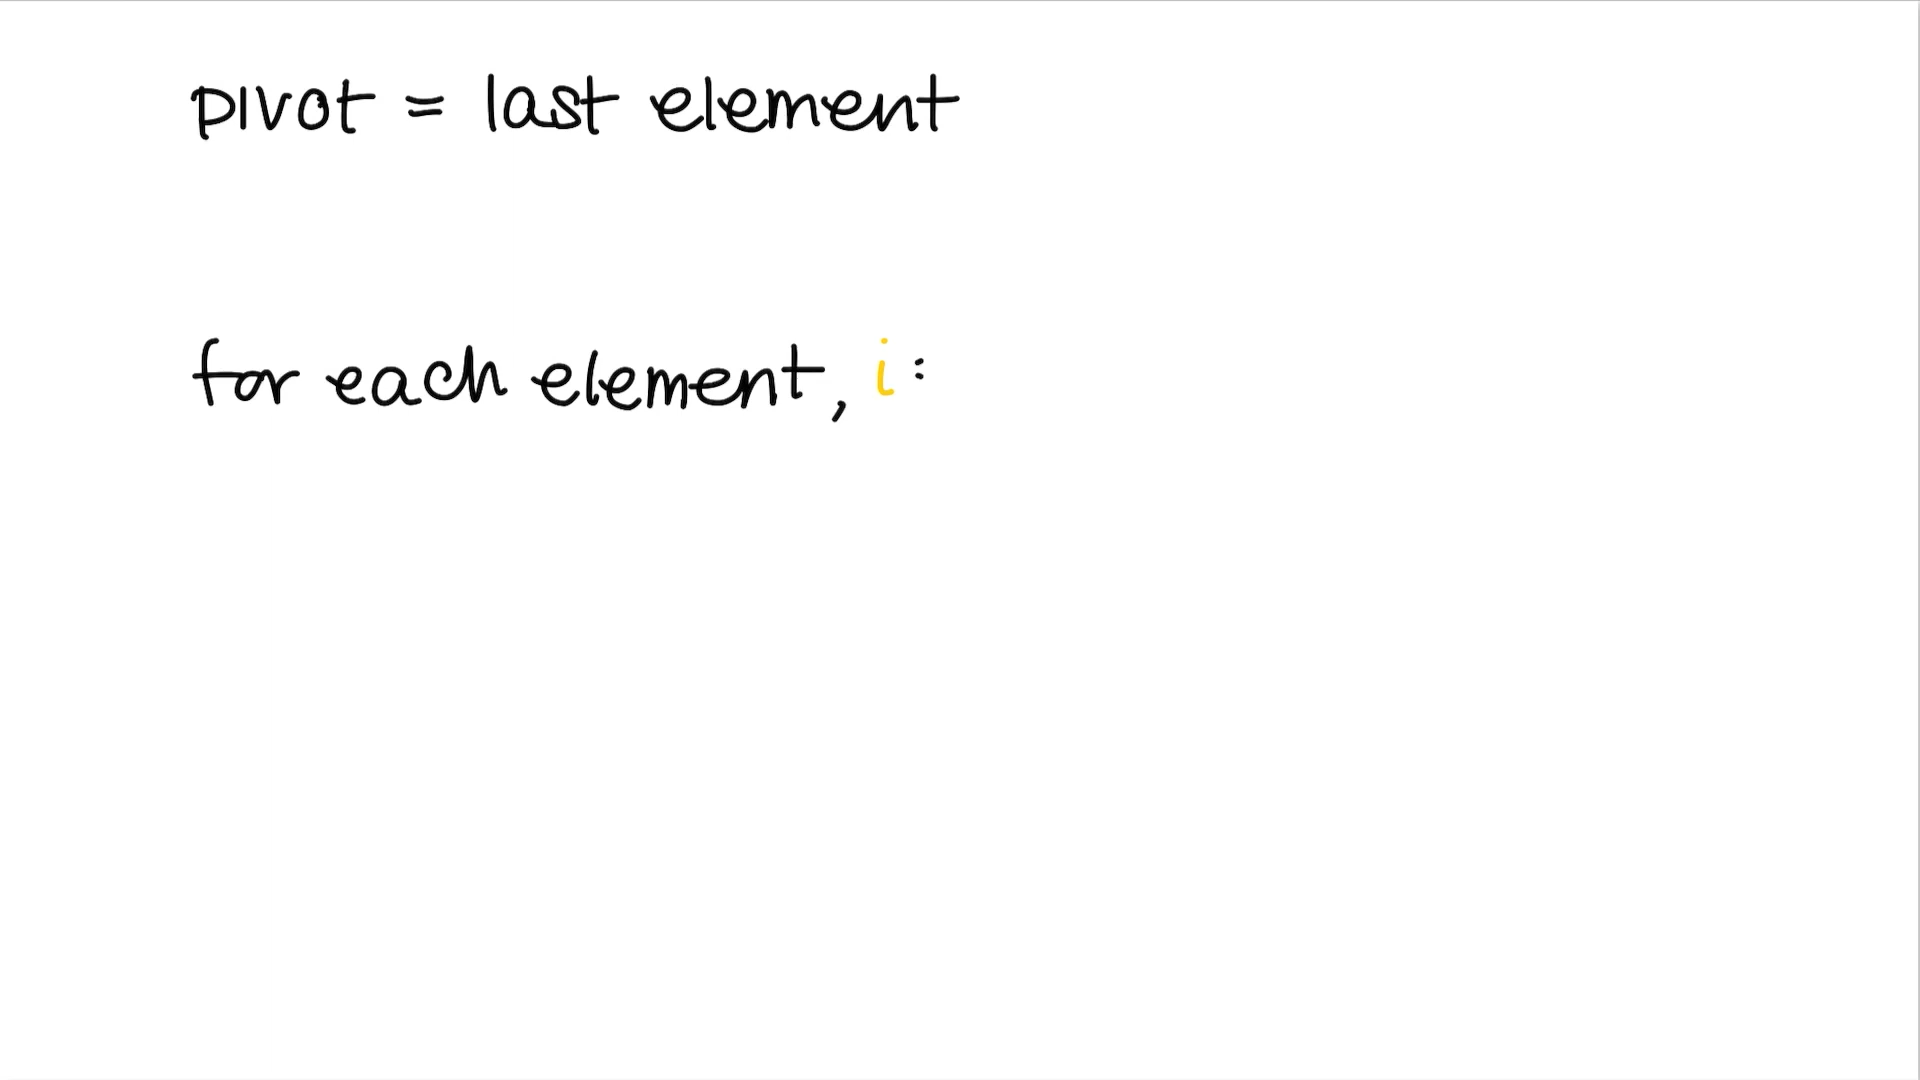 pivot = last element
for each element, i: